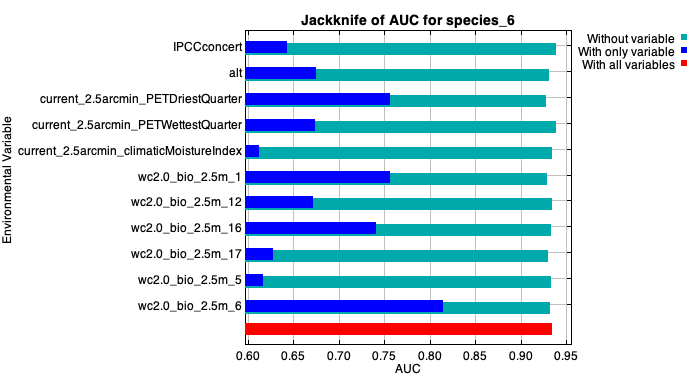 Jackknife of AUC for species_6
Without variable
With only variable
With all variables
Environmental Variable
IPCCconcert
alt
current_2.5arcmin_PETDriestQuarter
current_2.5arcmin_PETWettestQuarter
current_2.5arcmin_climaticMoistureIndex
wc2.0_bio_2.5m_1
wc2.0_bio_2.5m_12
wc2.0_bio_2.5m_16
wc2.0_bio_2.5m_17
wc2.0_bio_2.5m_5
wc2.0_bio_2.5m_6
0.60 0.65 0.70 0.75 0.80 0.85 0.90 0.95
AUC